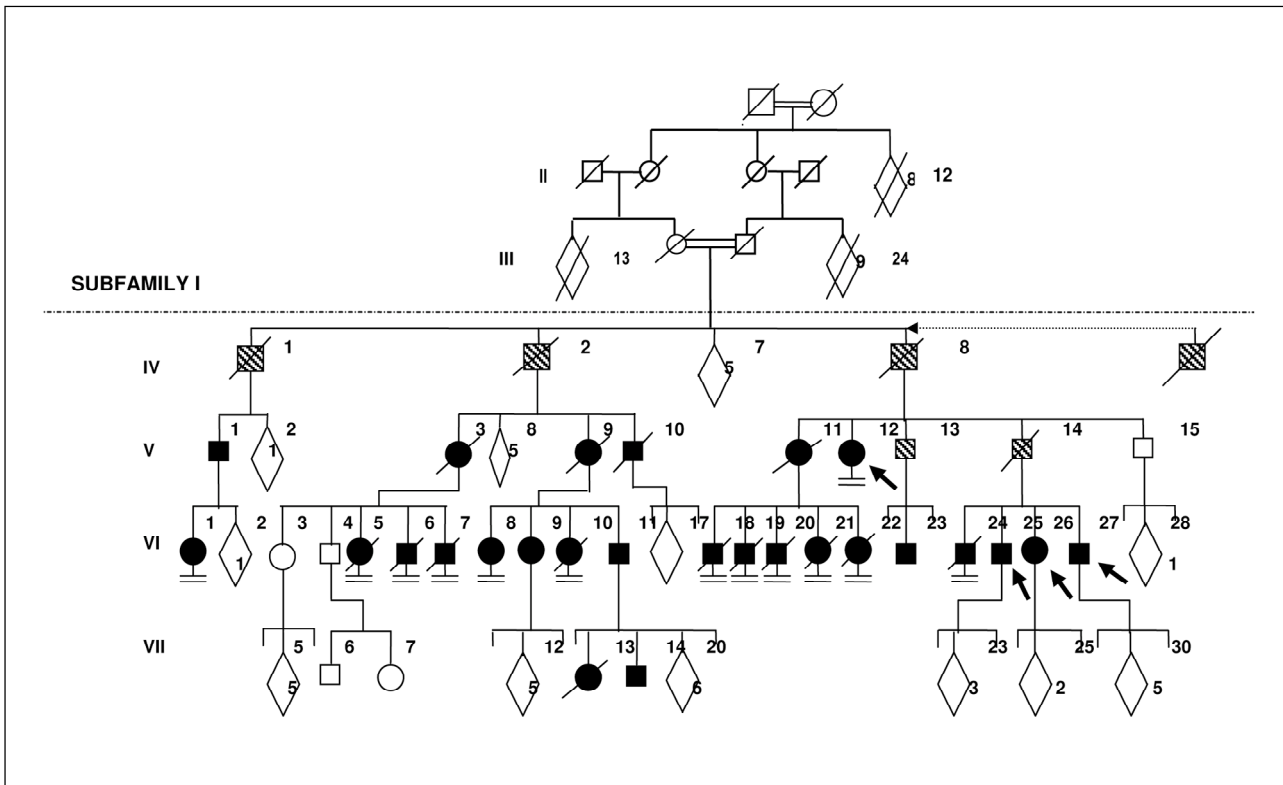 II 8 12
III 13 9 24
SUBFAMILY I
1 2 7 8
IV 5
1 2 3 8 9 10 11 12 13 14 15
V 1 5
1 2 3 4 5 6 7 8 9 10 11 17 18 19 20 21 22 23 24 25 26 27 28
VI 1 1
VII 5 6 7 12 13 14 20 23 25 30
5 5 6 3 2 5